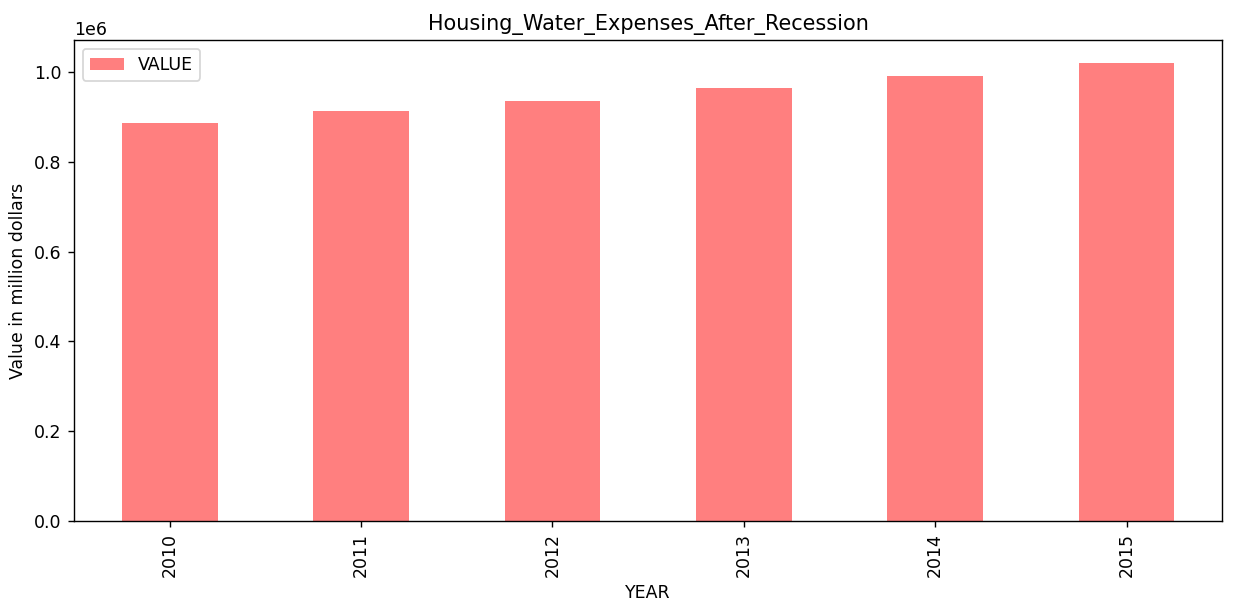 Housing_Water_Expenses_After_Recession
1e6
VALUE
1.0
0.8
0.6
0.4
0.2
0.0
Value in million dollars
2010
2011
2012
2013
2014
2015
YEAR